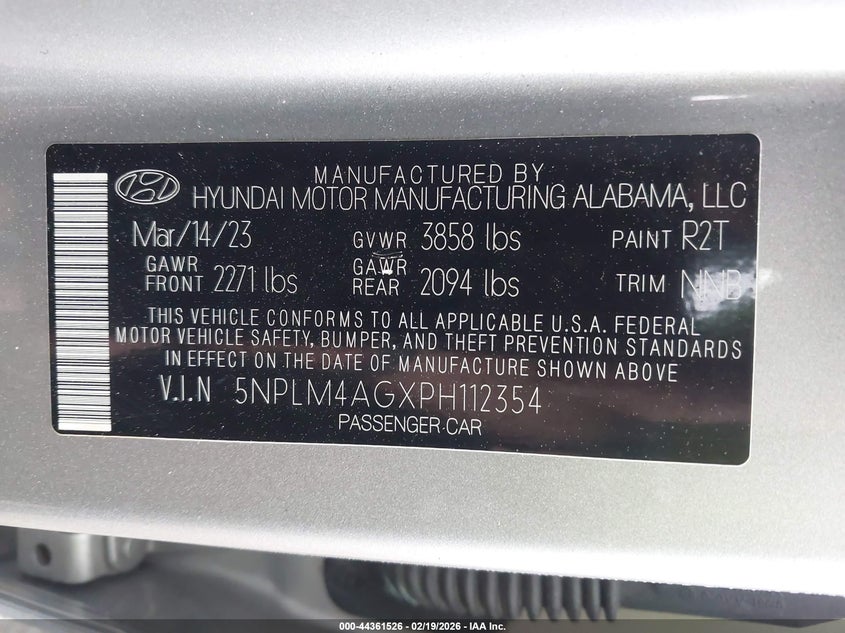 MANUFACTURED BY
HYUNDAI MOTOR MANUFACTURING ALABAMA, LLC
Mar/14/23 GVWR 3858 lbs PAINT R2T
GAWR FRONT 2271 lbs GAWR REAR 2094 lbs TRIM NNB
THIS VEHICLE CONFORMS TO ALL APPLICABLE U.S.A. FEDERAL
MOTOR VEHICLE SAFETY, BUMPER, AND THEFT PREVENTION STANDARDS
IN EFFECT ON THE DATE OF MANUFACTURE SHOWN ABOVE
V.I.N 5NPLM4AGXPH112354
PASSENGER CAR
000-44361526 - 02/19/2026 - IAA Inc.